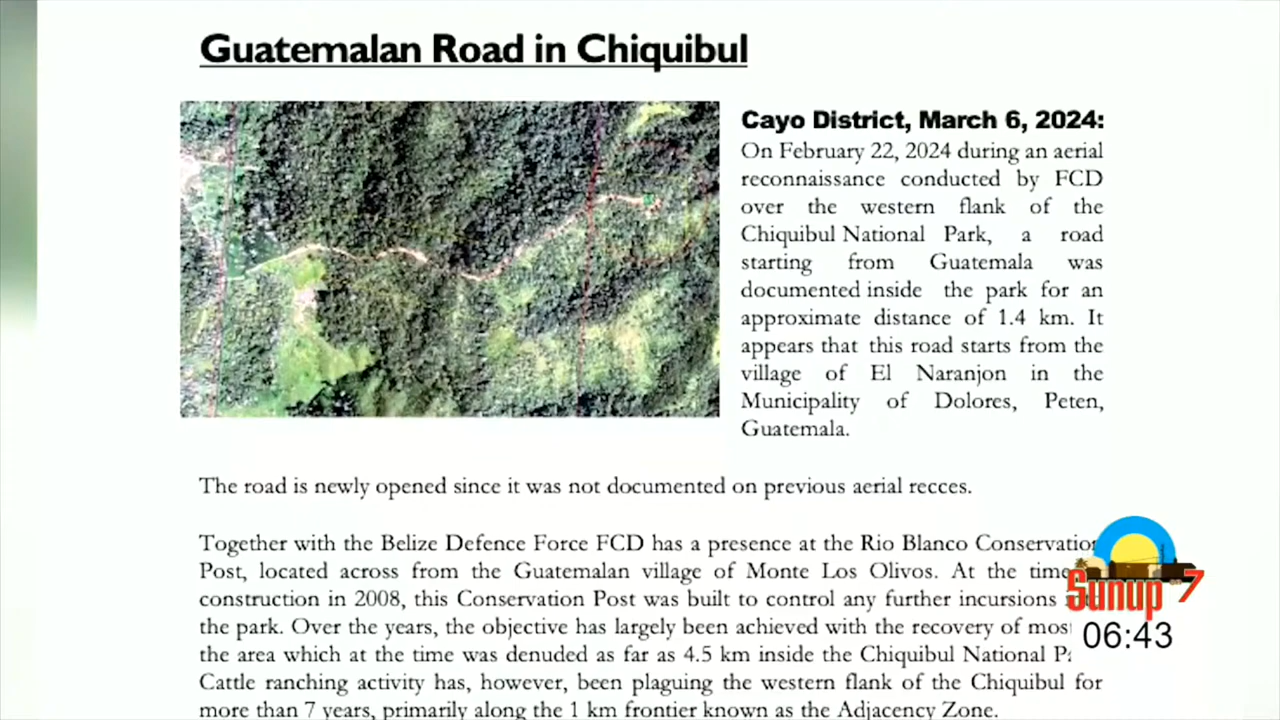 Guatemalan Road in Chiquibul
Cayo District, March 6, 2024:
On February 22, 2024 during an aerial
reconnaissance conducted by FCD
over the western flank of the
Chiquibul National Park, a road
starting from Guatemala was
documented inside the park for an
approximate distance of 1.4 km. It
appears that this road starts from the
village of El Naranjon in the
Municipality of Dolores, Peten,
Guatemala.
The road is newly opened since it was not documented on previous aerial recces.
Together with the Belize Defence Force FCD has a presence at the Rio Blanco Conservation
Post, located across from the Guatemalan village of Monte Los Olivos. At the time
construction in 2008, this Conservation Post was built to control any further incursions
the park. Over the years, the objective has largely been achieved with the recovery of most
the area which at the time was denuded as far as 4.5 km inside the Chiquibul National
Cattle ranching activity has, however, been plaguing the western flank of the Chiquibul for
more than 7 years, primarily along the 1 km frontier known as the Adjacency Zone.
Sunup 7
06:43